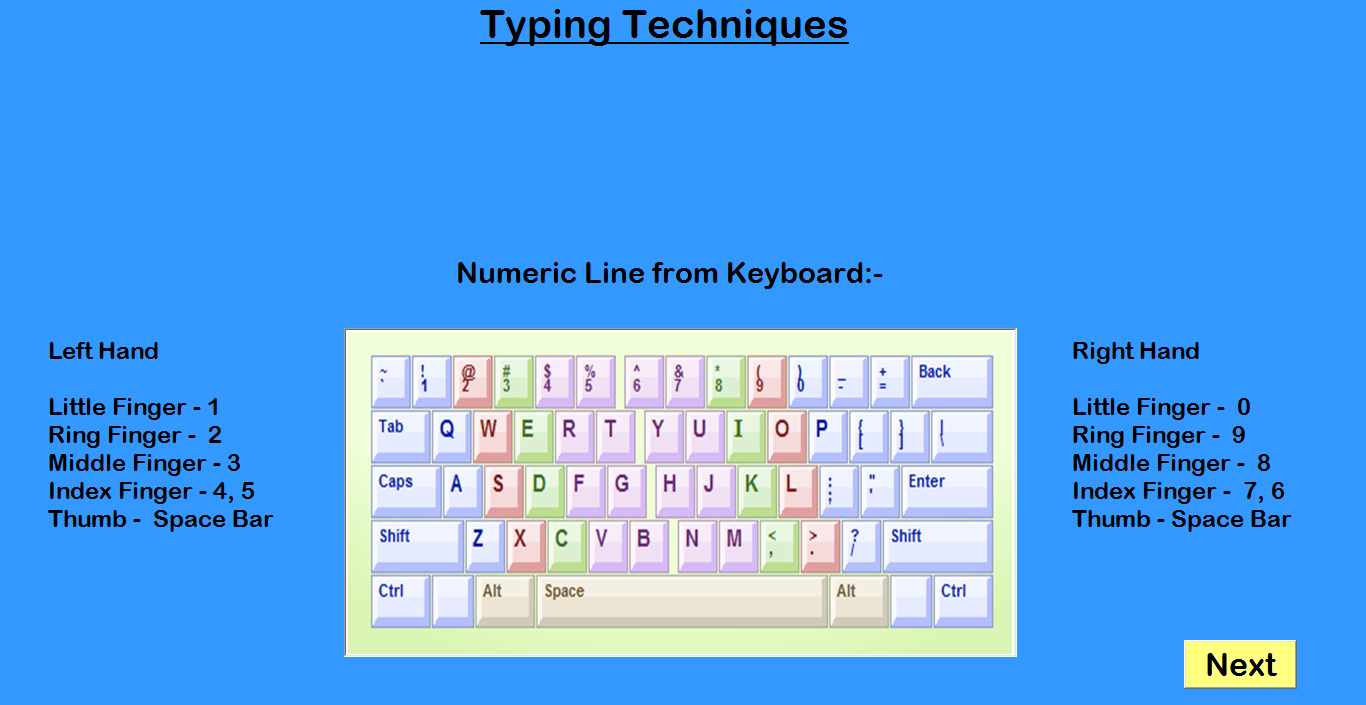 Typing Techniques
Numeric Line from Keyboard:-
Left Hand
Little Finger - 1
Ring Finger - 2
Middle Finger - 3
Index Finger - 4, 5
Thumb - Space Bar
~ ! @ # $ % ^ & * ( ) _ + Back
` 1 2 3 4 5 6 7 8 9 0 - =
Tab Q W E R T Y U I O P { } |
[ ] \
Caps A S D F G H J K L : " Enter
; '
Shift Z X C V B N M < > ? Shift
, . /
Ctrl Alt Space Alt Ctrl
Right Hand
Little Finger - 0
Ring Finger - 9
Middle Finger - 8
Index Finger - 7, 6
Thumb - Space Bar
Next